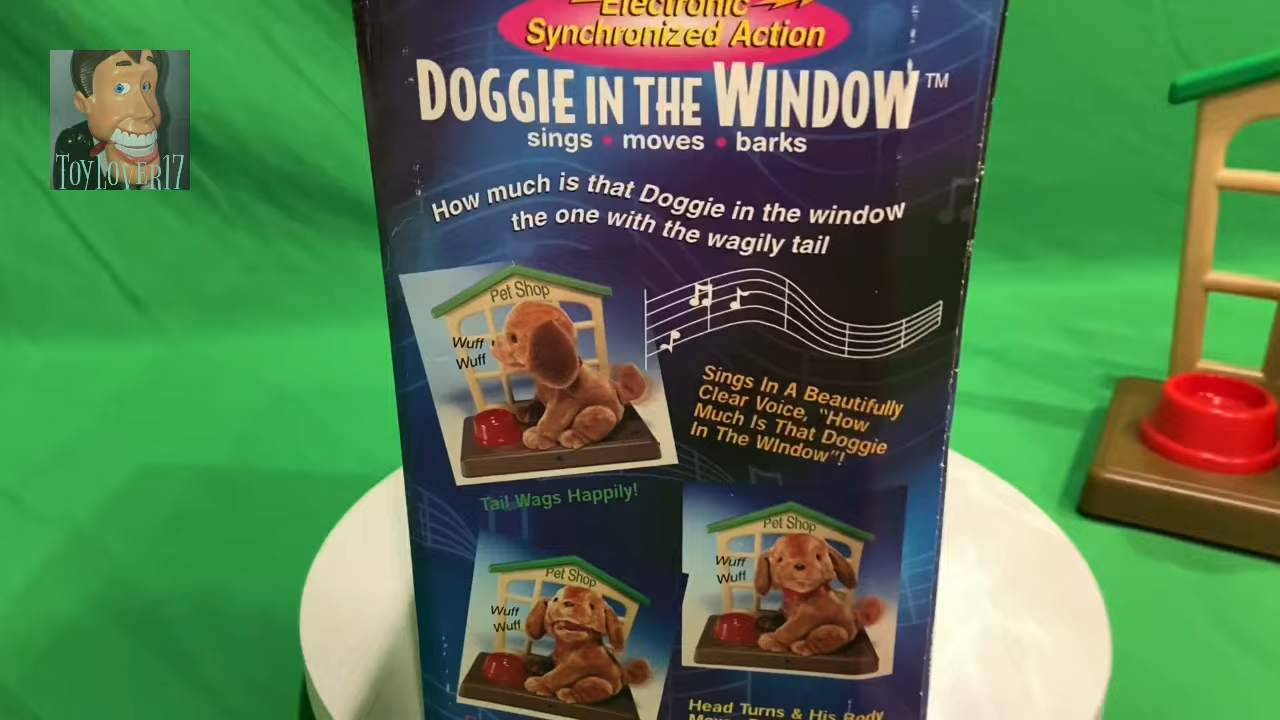 Electronic
Synchronized Action
DOGGIE IN THE WINDOW™
sings • moves • barks
How much is that Doggie in the window
the one with the wagily tail
Pet Shop
Wuff
Wuff
Sings In A Beautifully
Clear Voice, "How
Much Is That Doggie
In The WIndow"!
Tail Wags Happily!
Pet Shop
Wuff
Wuff
Pet Shop
Wuff
Wuff
Head Turns & His Body
TOYLOVER17